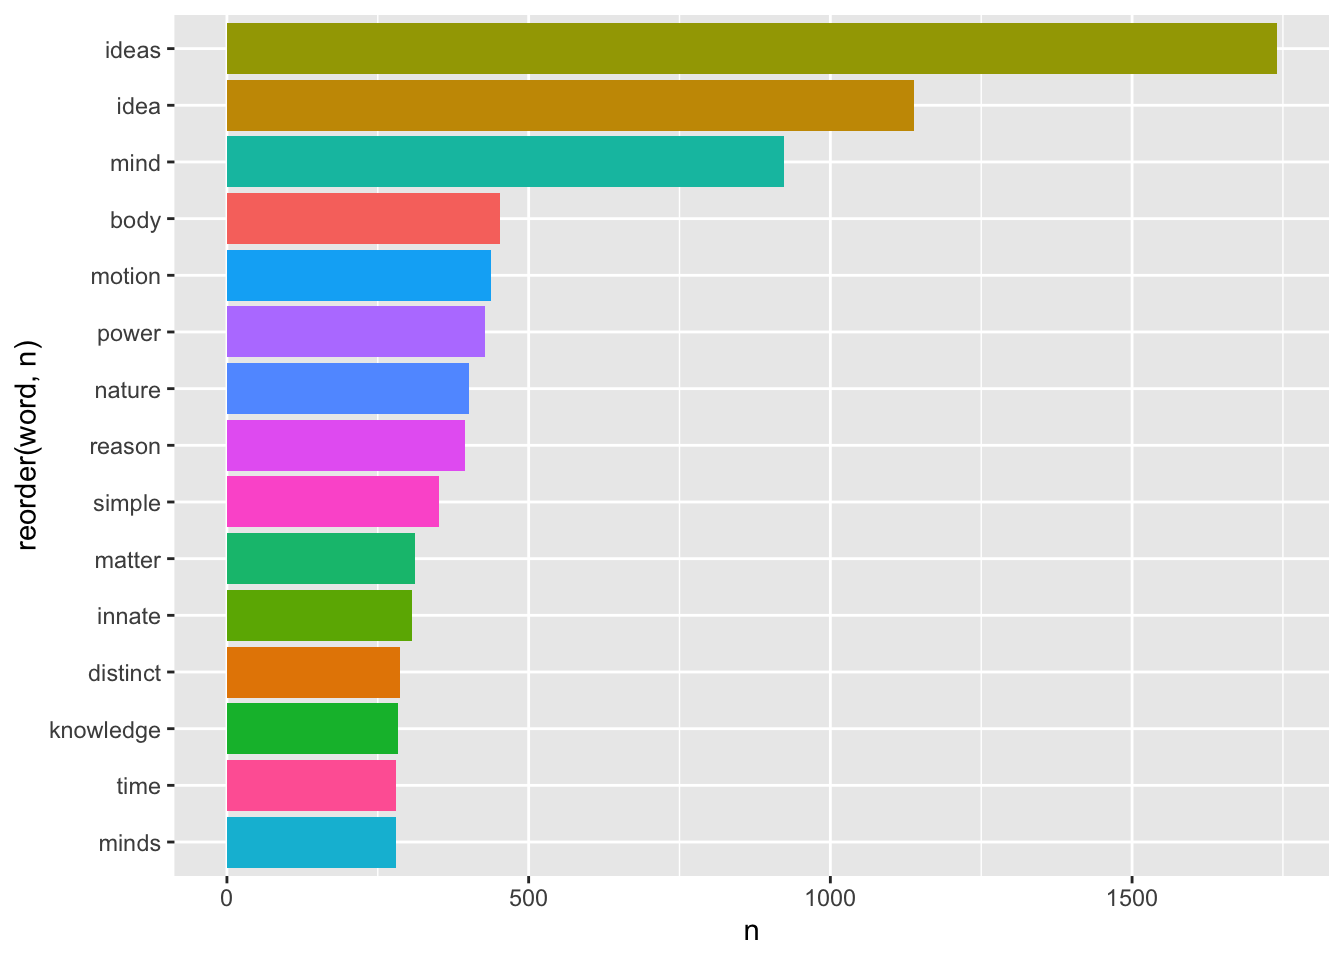 ideas
idea
mind
body
motion
power
nature
reason
simple
matter
innate
distinct
knowledge
time
minds
reorder(word, n)
0 500 1000 1500
n